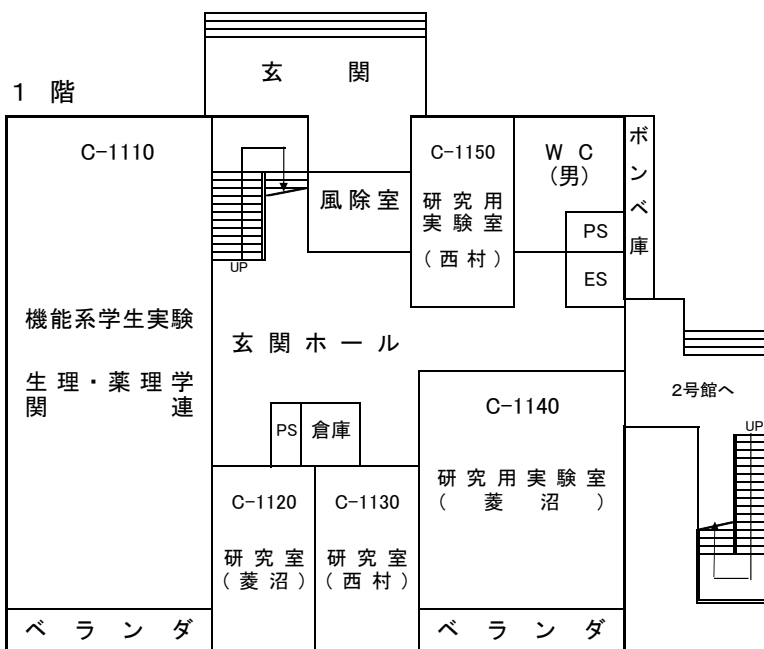 玄関
1 階
C-1110
機能系学生実験
生理・薬理学
関連
ベランダ
UP
風除室
C-1150
研究用
実験室
(西村)
WC
(男)
PS
ES
ボンベ庫
玄関ホール
PS
倉庫
C-1120
研究室
(菱沼)
C-1130
研究室
(西村)
C-1140
研究用実験室
(菱沼)
ベランダ
2号館へ
UP